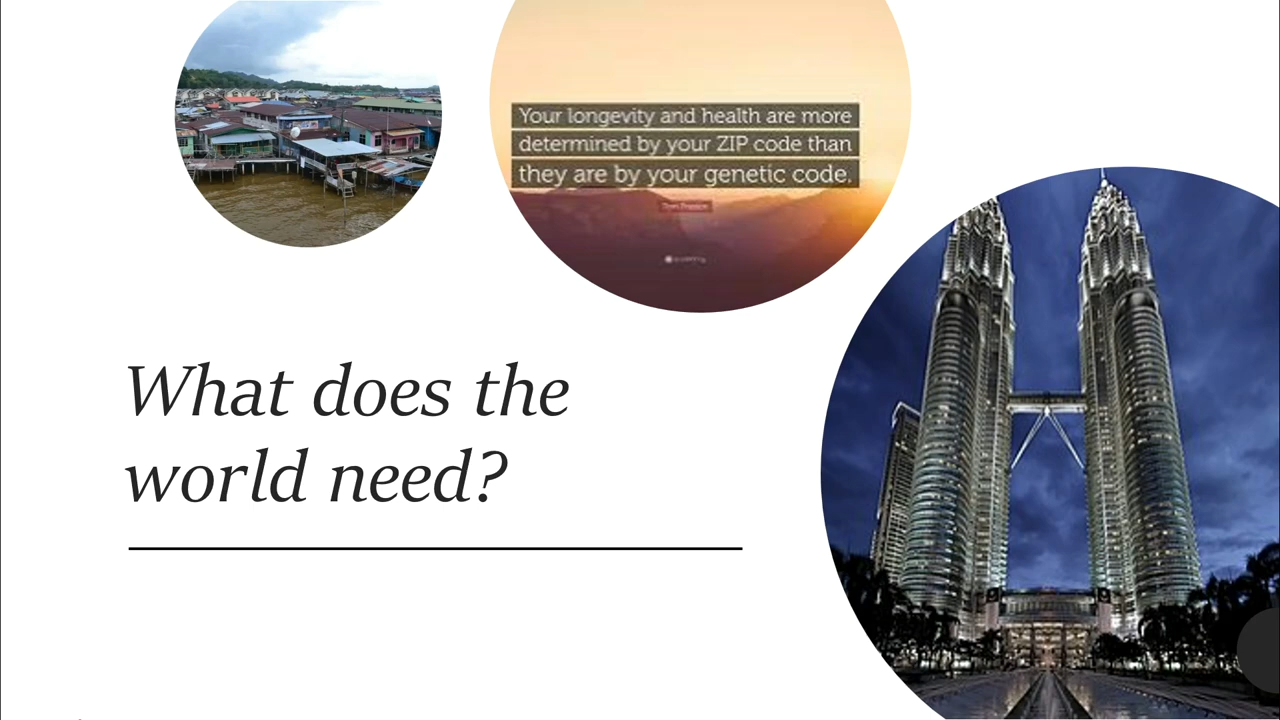 Your longevity and health are more
determined by your ZIP code than
they are by your genetic code.
What does the
world need?